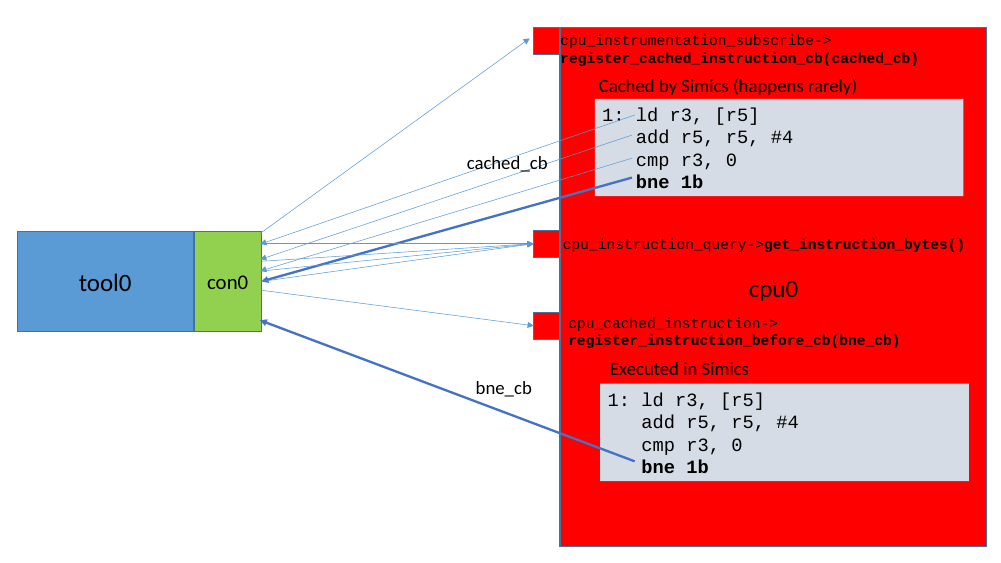 cpu_instrumentation_subscribe->
register_cached_instruction_cb(cached_cb)
Cached by Simics (happens rarely)
1: ld r3, [r5]
add r5, r5, #4
cmp r3, 0
bne 1b
cached_cb
cpu_instruction_query->get_instruction_bytes()
tool0
con0
cpu0
cpu_cached_instruction->
register_instruction_before_cb(bne_cb)
Executed in Simics
bne_cb
1: ld r3, [r5]
add r5, r5, #4
cmp r3, 0
bne 1b